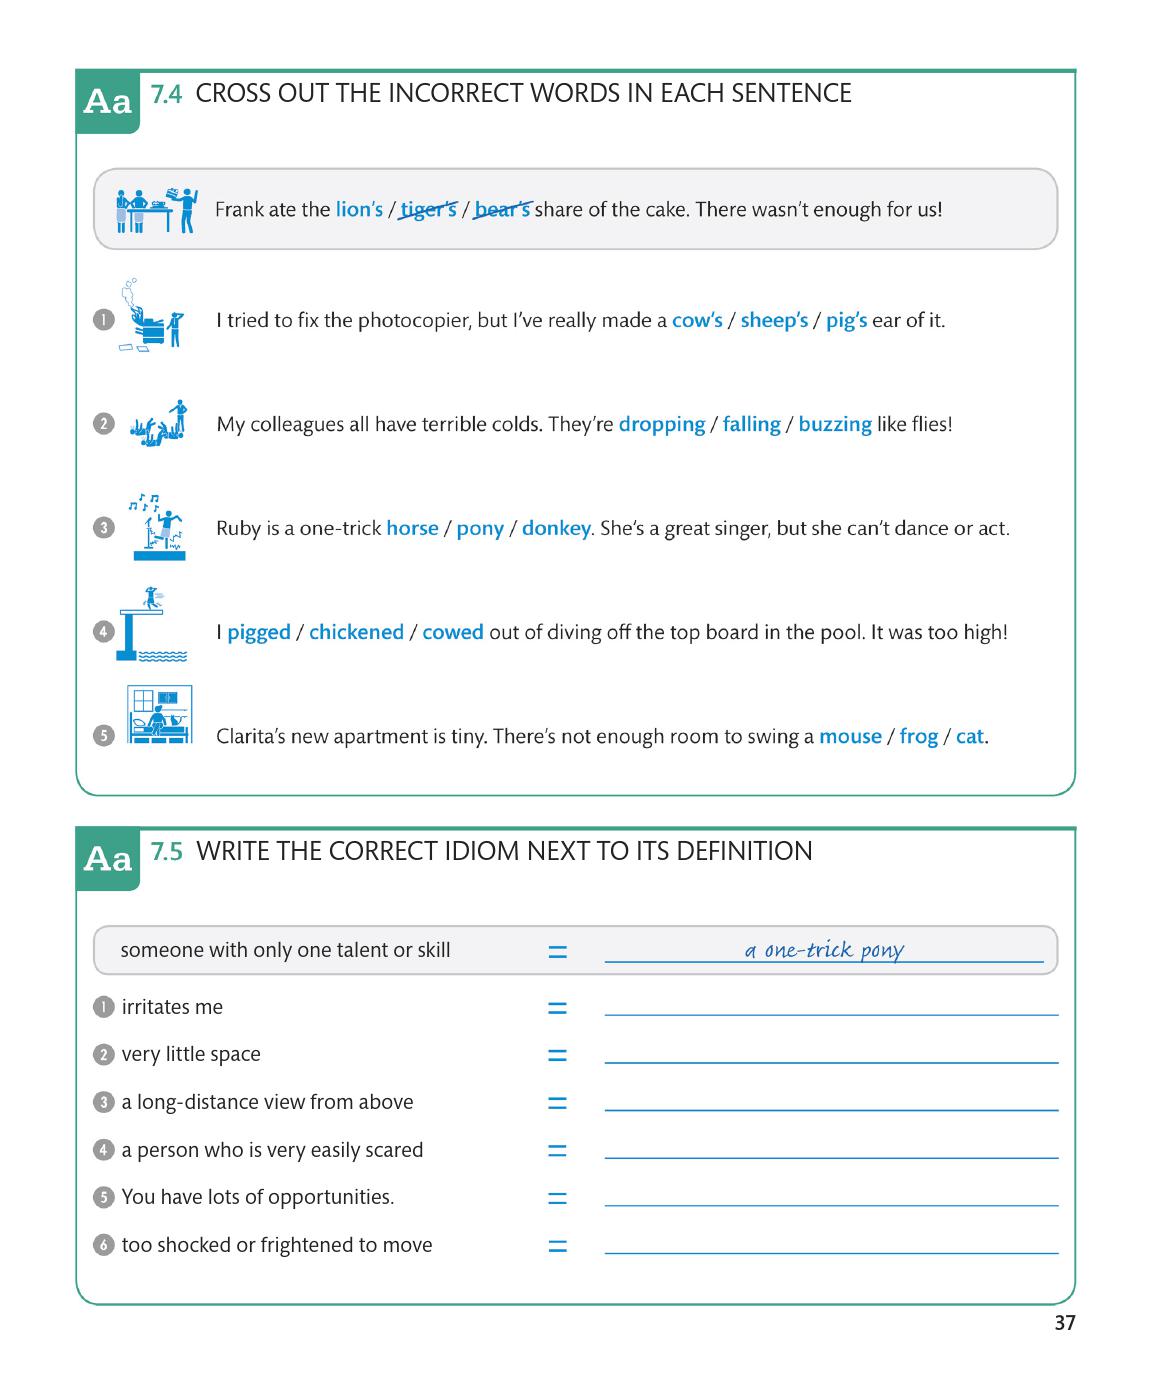 Aa 7.4 CROSS OUT THE INCORRECT WORDS IN EACH SENTENCE
Frank ate the lion's / tiger's / bear's share of the cake. There wasn't enough for us!
1 I tried to fix the photocopier, but I've really made a cow's / sheep's / pig's ear of it.
2 My colleagues all have terrible colds. They're dropping / falling / buzzing like flies!
3 Ruby is a one-trick horse / pony / donkey. She's a great singer, but she can't dance or act.
4 I pigged / chickened / cowed out of diving off the top board in the pool. It was too high!
5 Clarita's new apartment is tiny. There's not enough room to swing a mouse / frog / cat.
Aa 7.5 WRITE THE CORRECT IDIOM NEXT TO ITS DEFINITION
someone with only one talent or skill = a one-trick pony
1 irritates me =
2 very little space =
3 a long-distance view from above =
4 a person who is very easily scared =
5 You have lots of opportunities. =
6 too shocked or frightened to move =
37